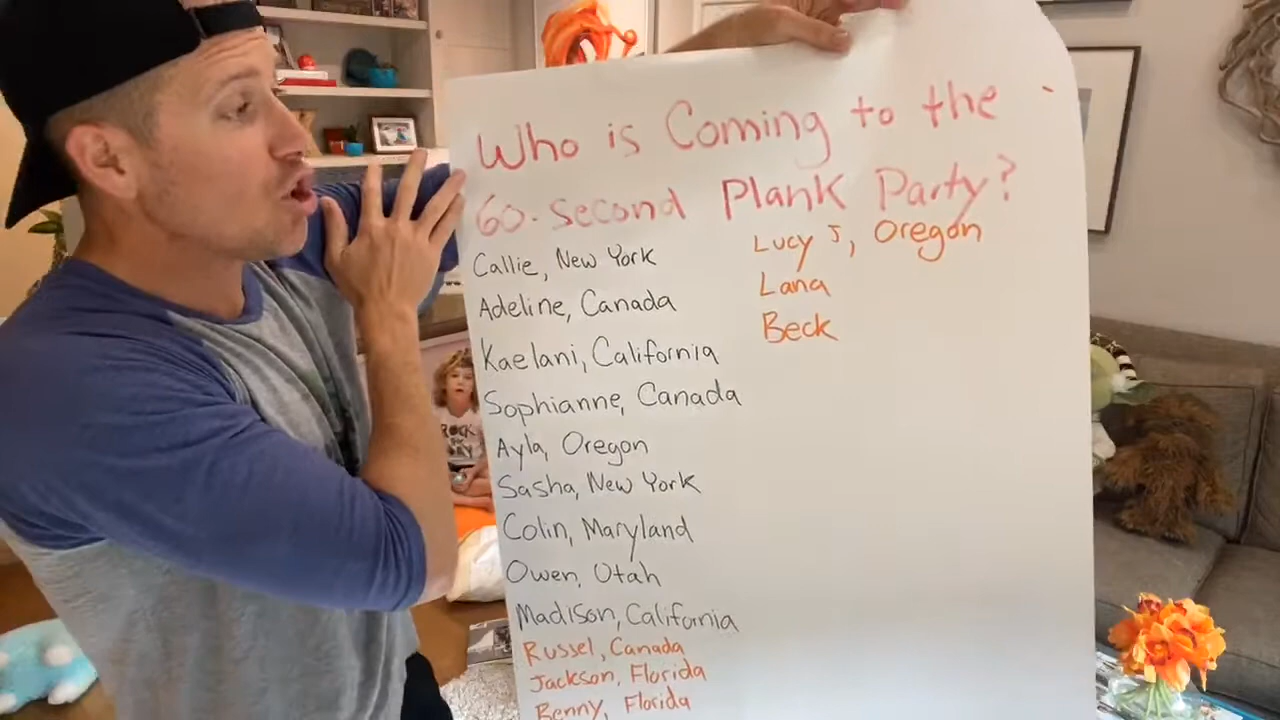 Who is Coming to the
60-second Plank Party?
Callie, New York
Adeline, Canada
Kaelani, California
Sophianne, Canada
Ayla, Oregon
Sasha, New York
Colin, Maryland
Owen, Utah
Madison, California
Russel, Canada
Jackson, Florida
Benny, Florida
Lucy J, Oregon
Lana
Beck
ROCK